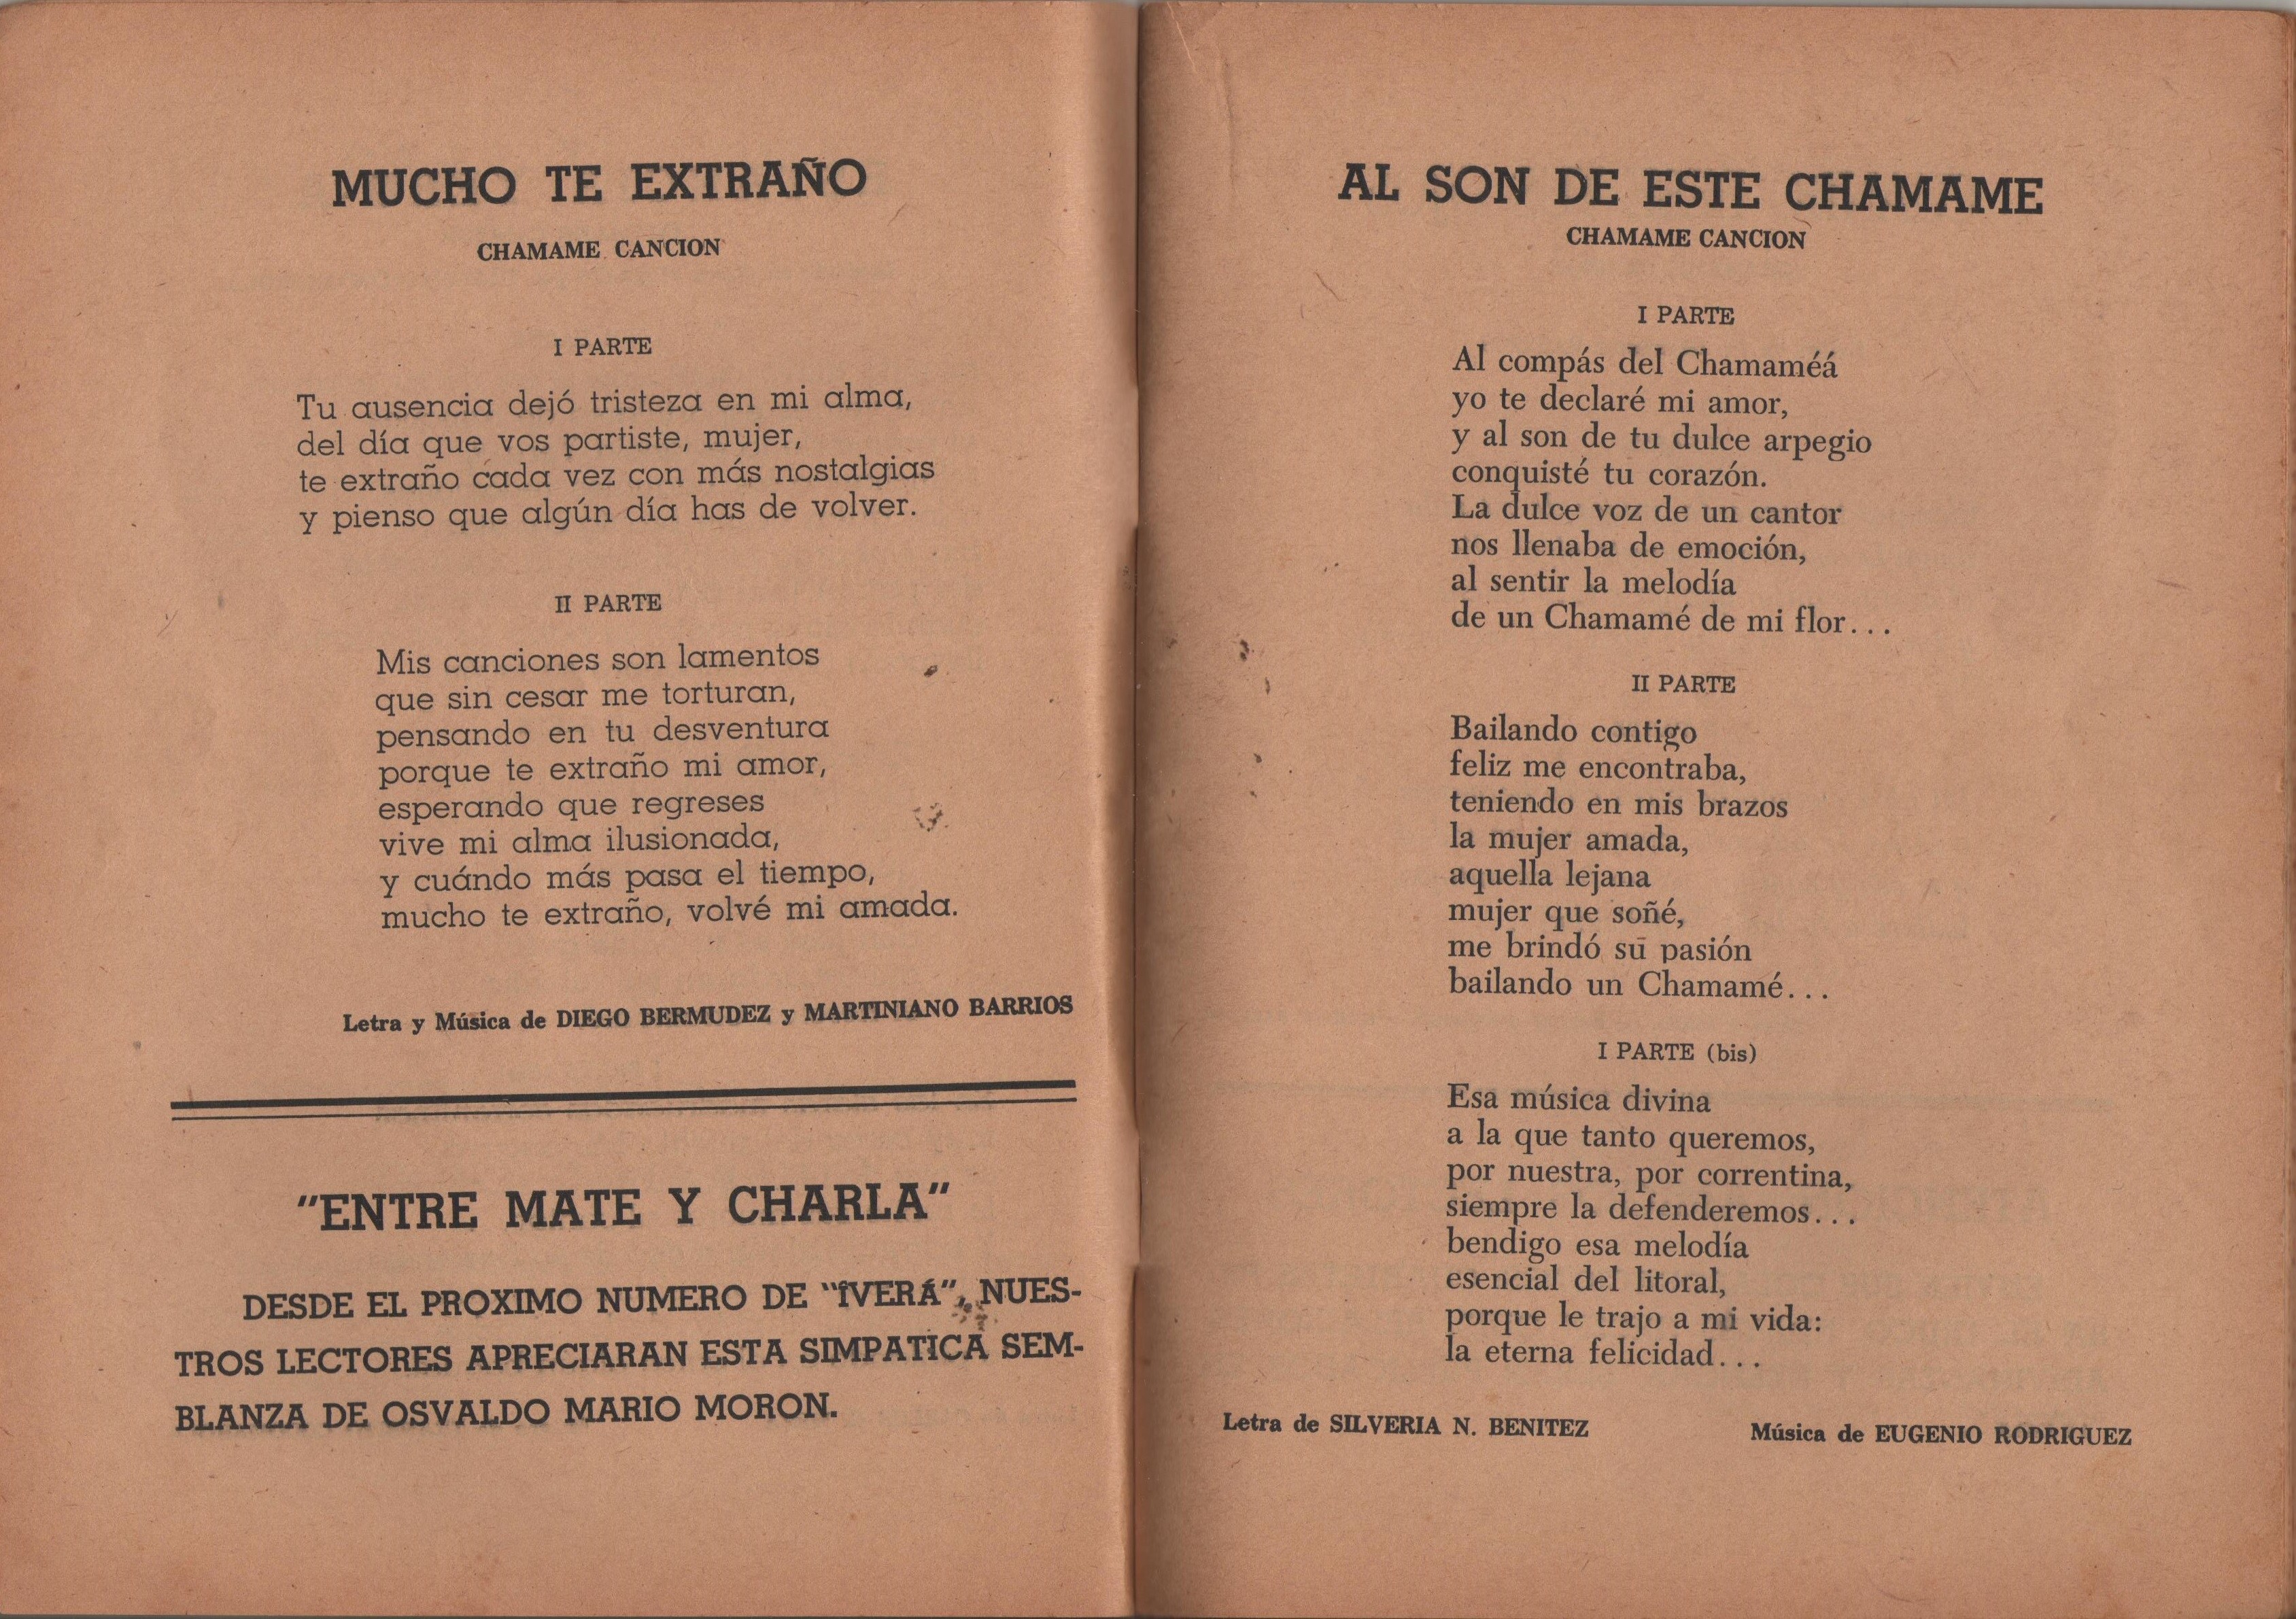 MUCHO TE EXTRAÑO
CHAMAME CANCION
I PARTE
Tu ausencia dejó tristeza en mi alma,
del día que vos partiste, mujer,
te extraño cada vez con más nostalgias
y pienso que algún día has de volver.
II PARTE
Mis canciones son lamentos
que sin cesar me torturan,
pensando en tu desventura
porque te extraño mi amor,
esperando que regreses
vive mi alma ilusionada,
y cuándo más pasa el tiempo,
mucho te extraño, volvé mi amada.
Letra y Música de DIEGO BERMUDEZ y MARTINIANO BARRIOS
"ENTRE MATE Y CHARLA"
DESDE EL PROXIMO NUMERO DE "ÎVERÁ", NUES-
TROS LECTORES APRECIARAN ESTA SIMPATICA SEM-
BLANZA DE OSVALDO MARIO MORON.
AL SON DE ESTE CHAMAME
CHAMAME CANCION
I PARTE
Al compás del Chamaméá
yo te declaré mi amor,
y al son de tu dulce arpegio
conquisté tu corazón.
La dulce voz de un cantor
nos llenaba de emoción,
al sentir la melodía
de un Chamamé de mi flor...
II PARTE
Bailando contigo
feliz me encontraba,
teniendo en mis brazos
la mujer amada,
aquella lejana
mujer que soñé,
me brindó sū pasión
bailando un Chamamé...
I PARTE (bis)
Esa música divina
a la que tanto queremos,
por nuestra, por correntina,
siempre la defenderemos...
bendigo esa melodía
esencial del litoral,
porque le trajo a mi vida:
la eterna felicidad...
Letra de SILVERIA N. BENITEZ Música de EUGENIO RODRIGUEZ